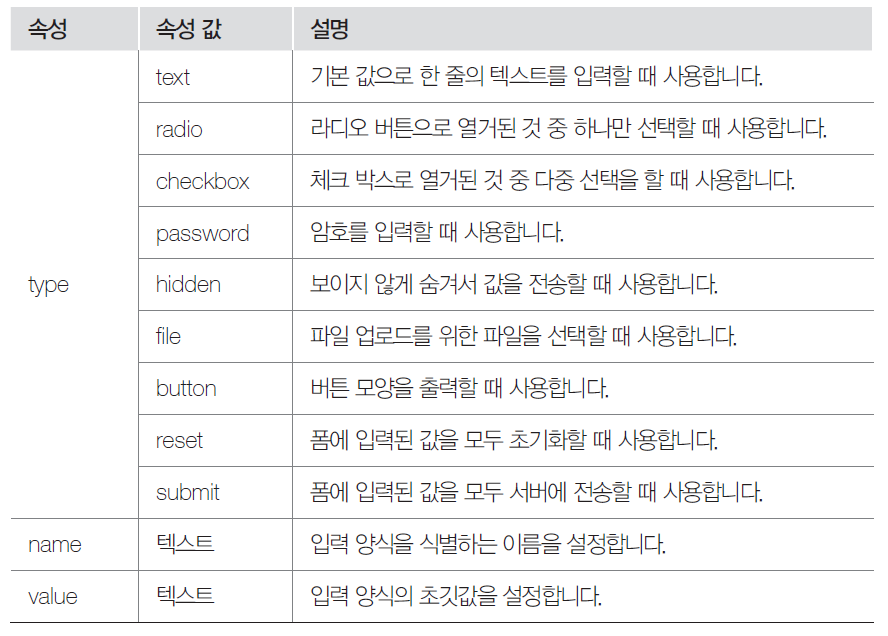 속성 속성 값 설명
text 기본 값으로 한 줄의 텍스트를 입력할 때 사용합니다.
radio 라디오 버튼으로 열거된 것 중 하나만 선택할 때 사용합니다.
checkbox 체크 박스로 열거된 것 중 다중 선택을 할 때 사용합니다.
password 암호를 입력할 때 사용합니다.
type hidden 보이지 않게 숨겨서 값을 전송할 때 사용합니다.
file 파일 업로드를 위한 파일을 선택할 때 사용합니다.
button 버튼 모양을 출력할 때 사용합니다.
reset 폼에 입력된 값을 모두 초기화할 때 사용합니다.
submit 폼에 입력된 값을 모두 서버에 전송할 때 사용합니다.
name 텍스트 입력 양식을 식별하는 이름을 설정합니다.
value 텍스트 입력 양식의 초깃값을 설정합니다.